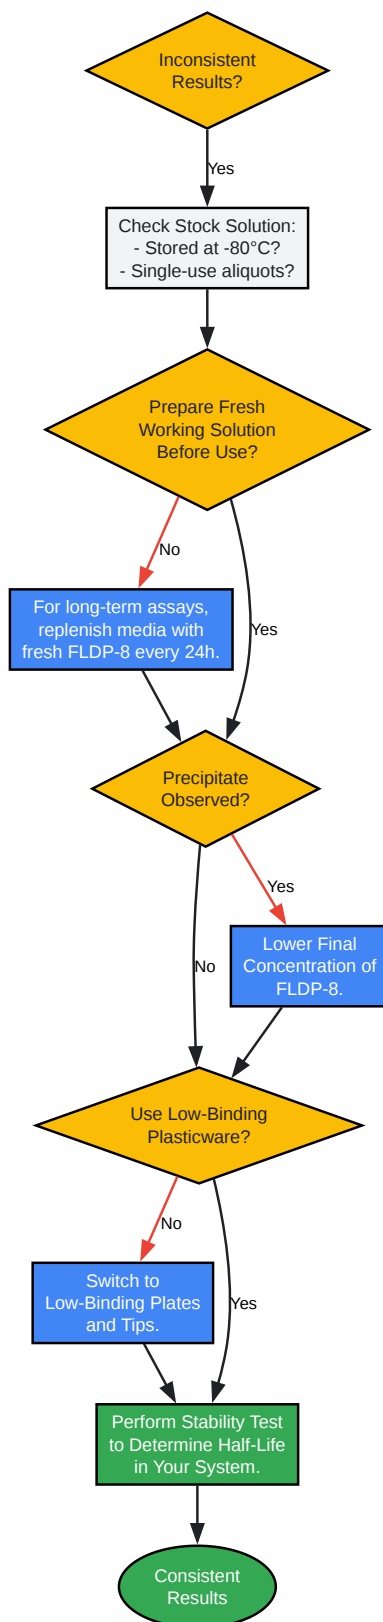 Inconsistent
Results?
Yes
Check Stock Solution:
- Stored at -80°C?
- Single-use aliquots?
Prepare Fresh
Working Solution
Before Use?
No
For long-term assays,
replenish media with
fresh FLDP-8 every 24h.
Yes
Precipitate
Observed?
Yes
Lower Final
Concentration of
FLDP-8.
No
Use Low-Binding
Plasticware?
No
Switch to
Low-Binding Plates
and Tips.
Yes
Perform Stability Test
to Determine Half-Life
in Your System.
Consistent
Results